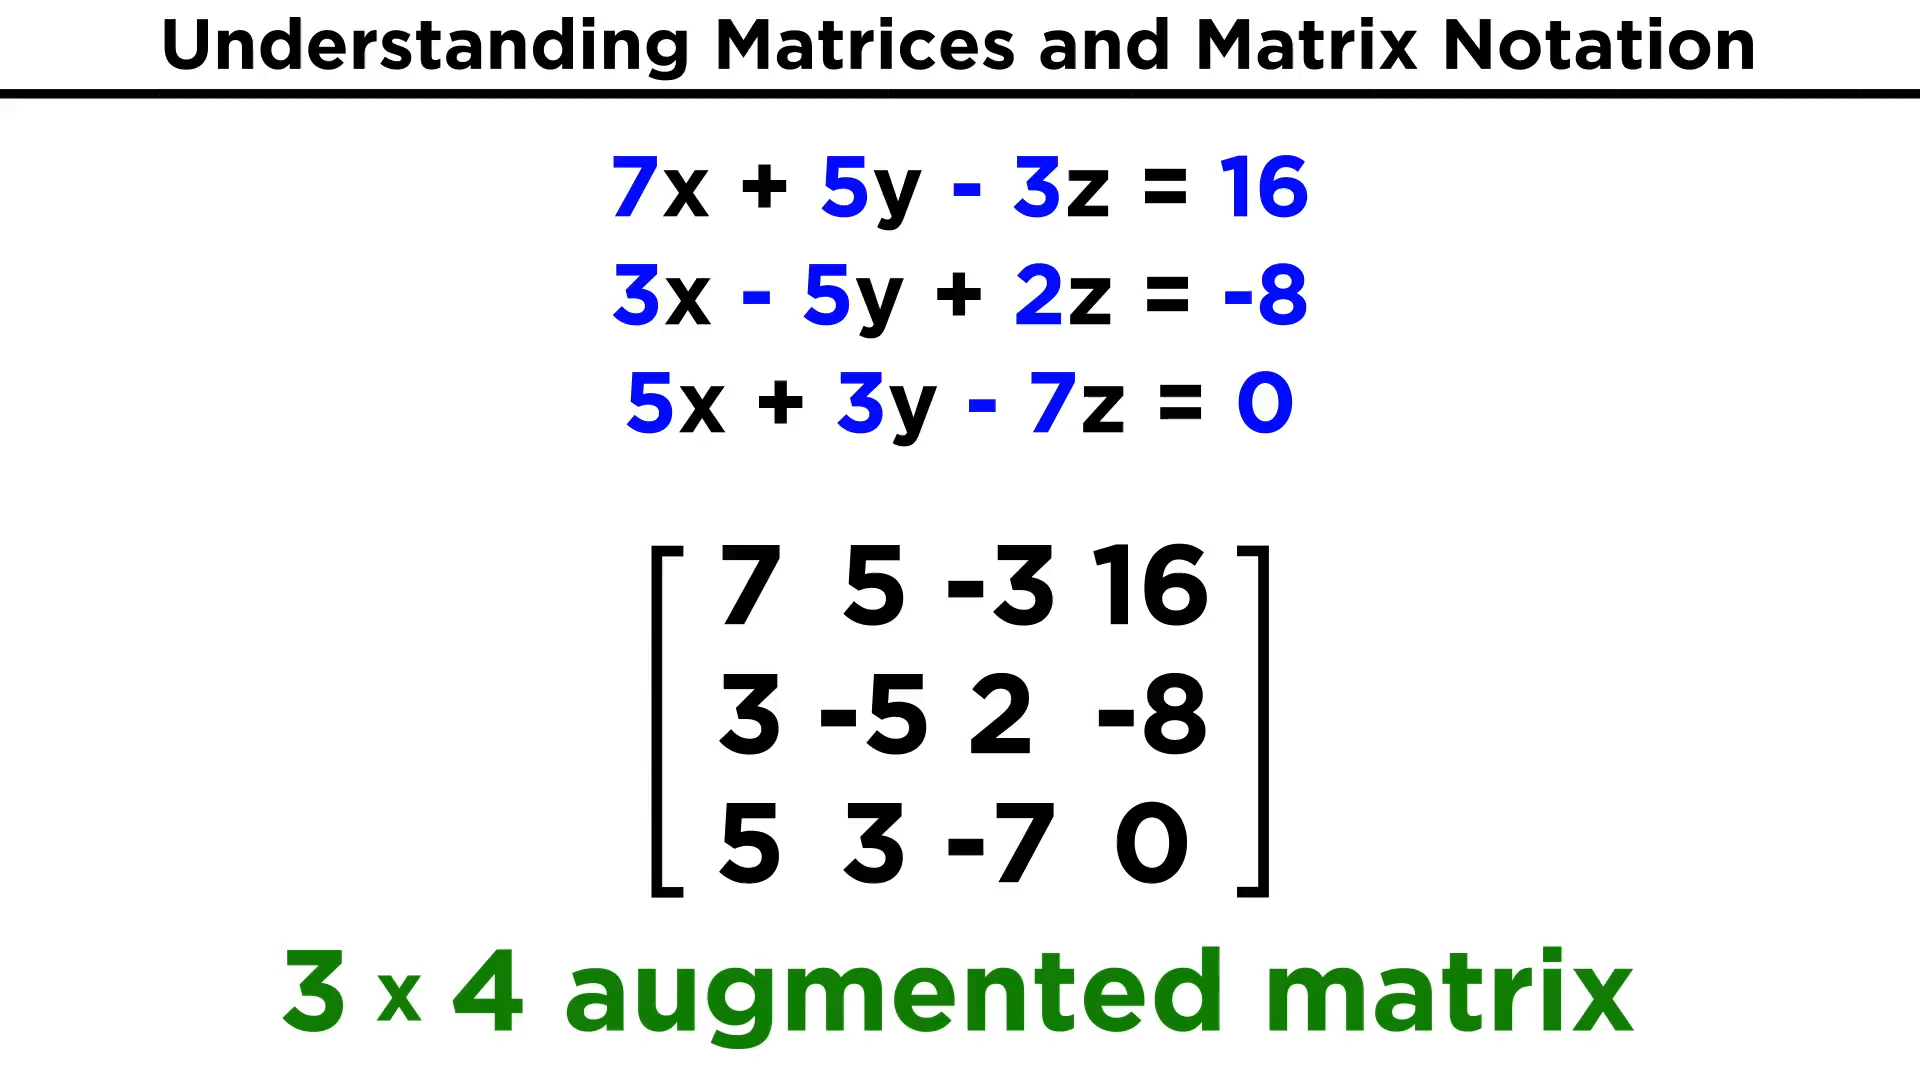 Understanding Matrices and Matrix Notation
7x + 5y - 3z = 16
3x - 5y + 2z = -8
5x + 3y - 7z = 0
7 5 -3 16
3 -5 2 -8
5 3 -7 0
3 x 4 augmented matrix